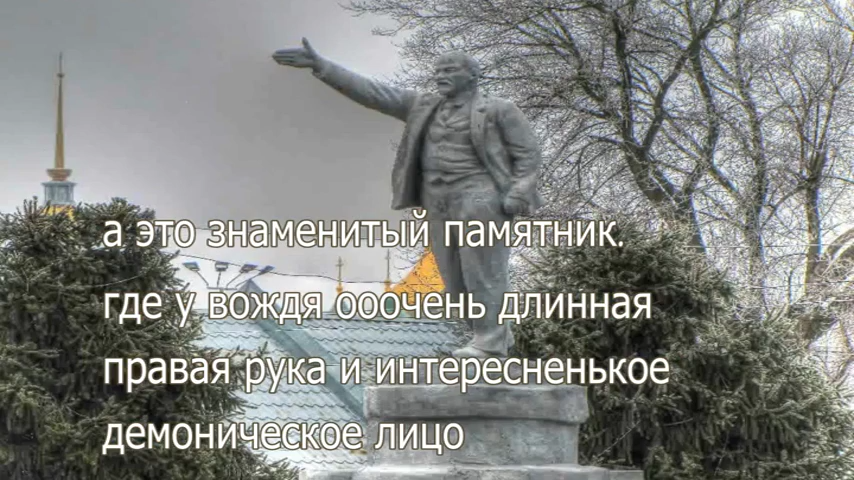 а это знаменитый памятник.
где у вождя ооочень длинная
правая рука и интересненькое
демоническое лицо